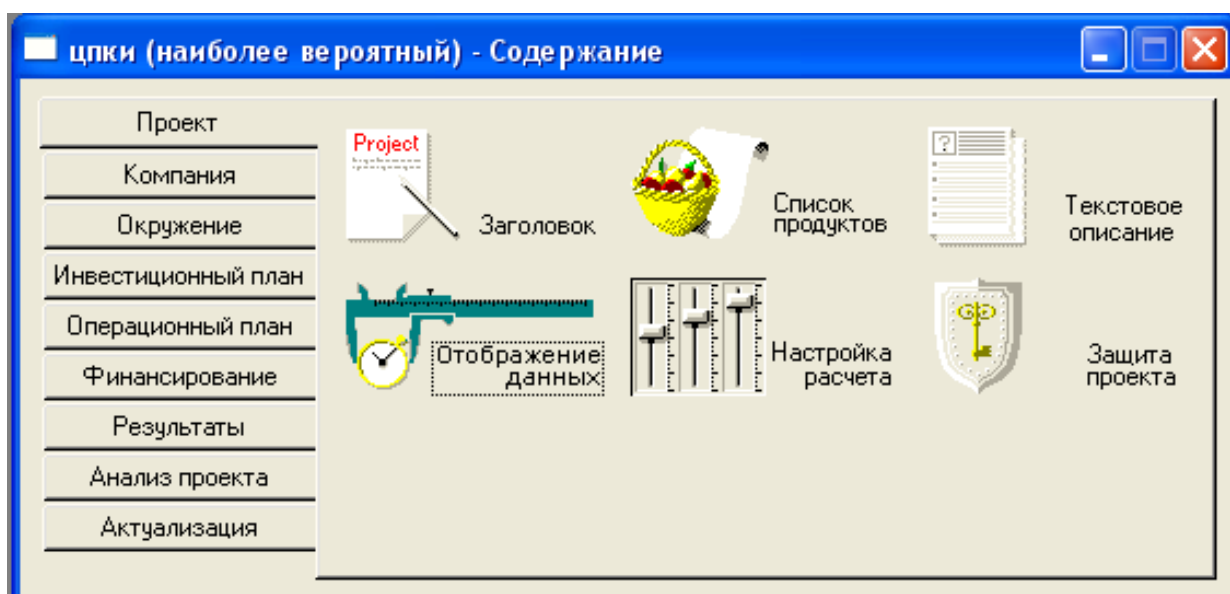 цпки (наиболее вероятный) - Содержание
Проект
Компания
Окружение
Инвестиционный план
Операционный план
Финансирование
Результаты
Анализ проекта
Актуализация
Project
Заголовок
Список
продуктов
?
Текстовое
описание
Отображение
данных
Настройка
расчета
Защита
проекта